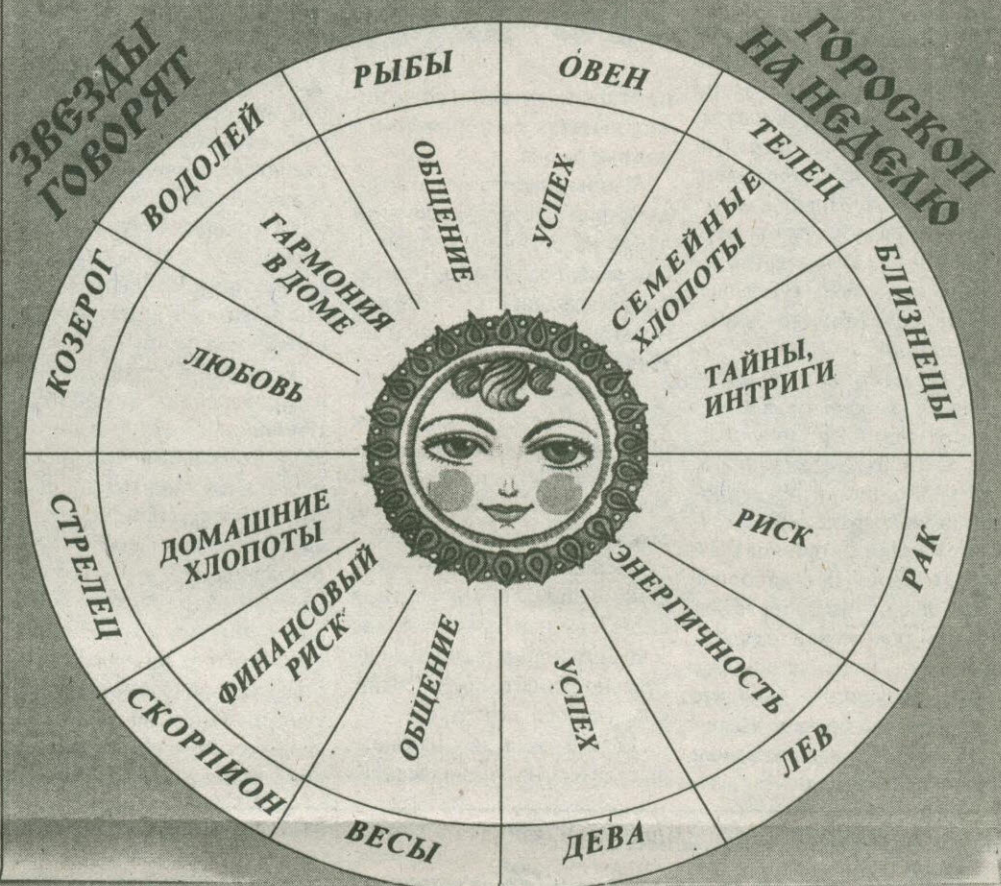 ЗВЕЗДЫ
ГОВОРЯТ
ГОРОСКОП
НА НЕДЕЛЮ
ОВЕН
УСПЕХ
ТЕЛЕЦ
СЕМЕЙНЫЕ
ХЛОПОТЫ
БЛИЗНЕЦЫ
ТАЙНЫ,
ИНТРИГИ
РАК
РИСК
ЛЕВ
ЭНЕРГИЧНОСТЬ
ДЕВА
УСПЕХ
ВЕСЫ
ОБЩЕНИЕ
СКОРПИОН
ФИНАНСОВЫЙ
РИСК
СТРЕЛЕЦ
ДОМАШНИЕ
ХЛОПОТЫ
КОЗЕРОГ
ЛЮБОВЬ
ВОДОЛЕЙ
ГАРМОНИЯ
В ДОМЕ
РЫБЫ
ОБЩЕНИЕ